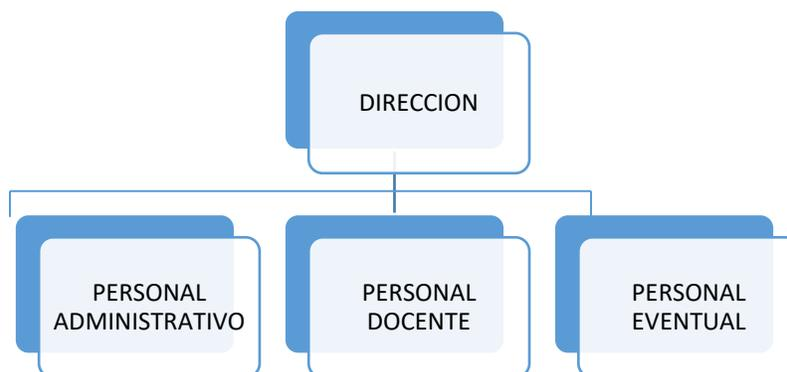 DIRECCION
PERSONAL
ADMINISTRATIVO
PERSONAL
DOCENTE
PERSONAL
EVENTUAL